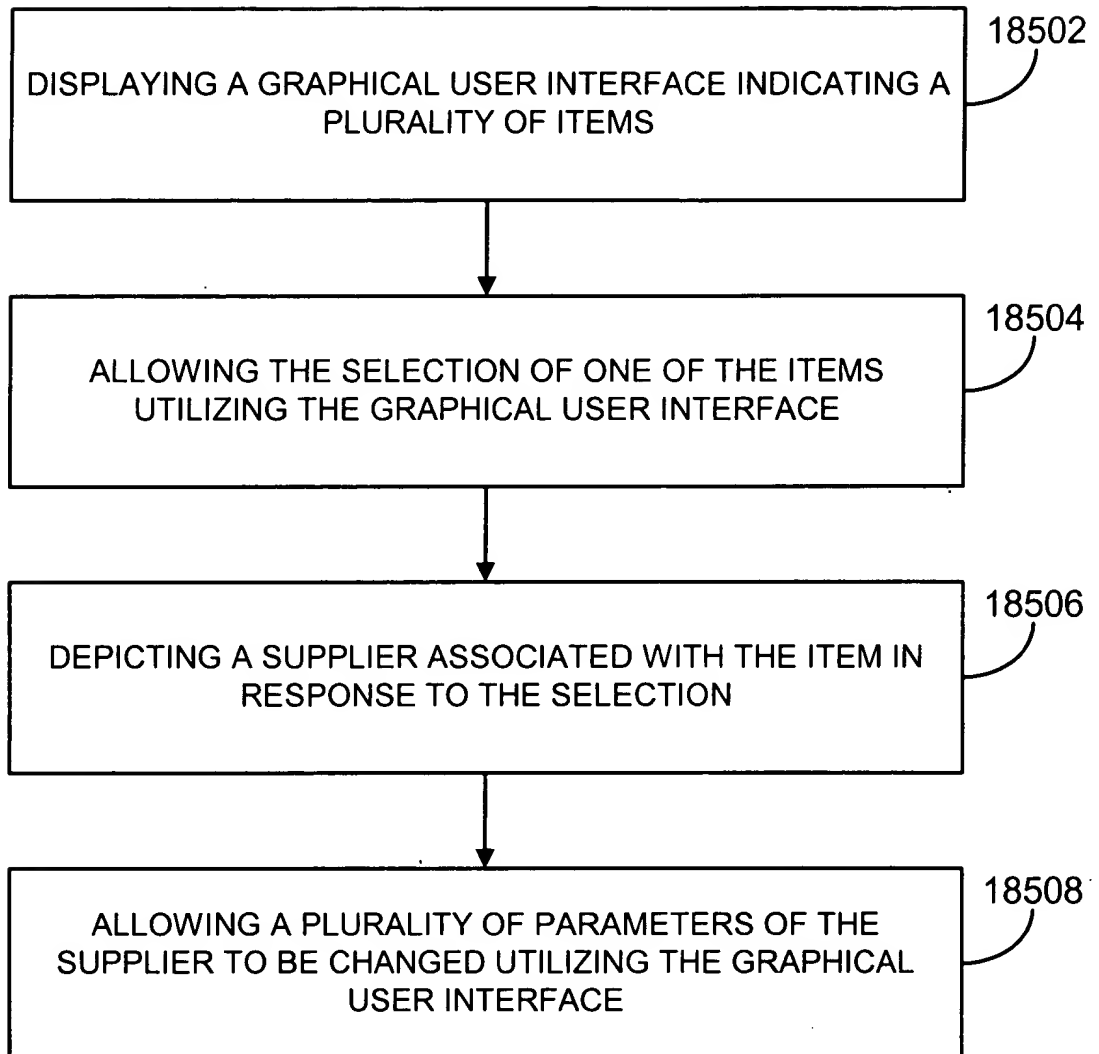 18502
DISPLAYING A GRAPHICAL USER INTERFACE INDICATING A
PLURALITY OF ITEMS
18504
ALLOWING THE SELECTION OF ONE OF THE ITEMS
UTILIZING THE GRAPHICAL USER INTERFACE
18506
DEPICTING A SUPPLIER ASSOCIATED WITH THE ITEM IN
RESPONSE TO THE SELECTION
18508
ALLOWING A PLURALITY OF PARAMETERS OF THE
SUPPLIER TO BE CHANGED UTILIZING THE GRAPHICAL
USER INTERFACE